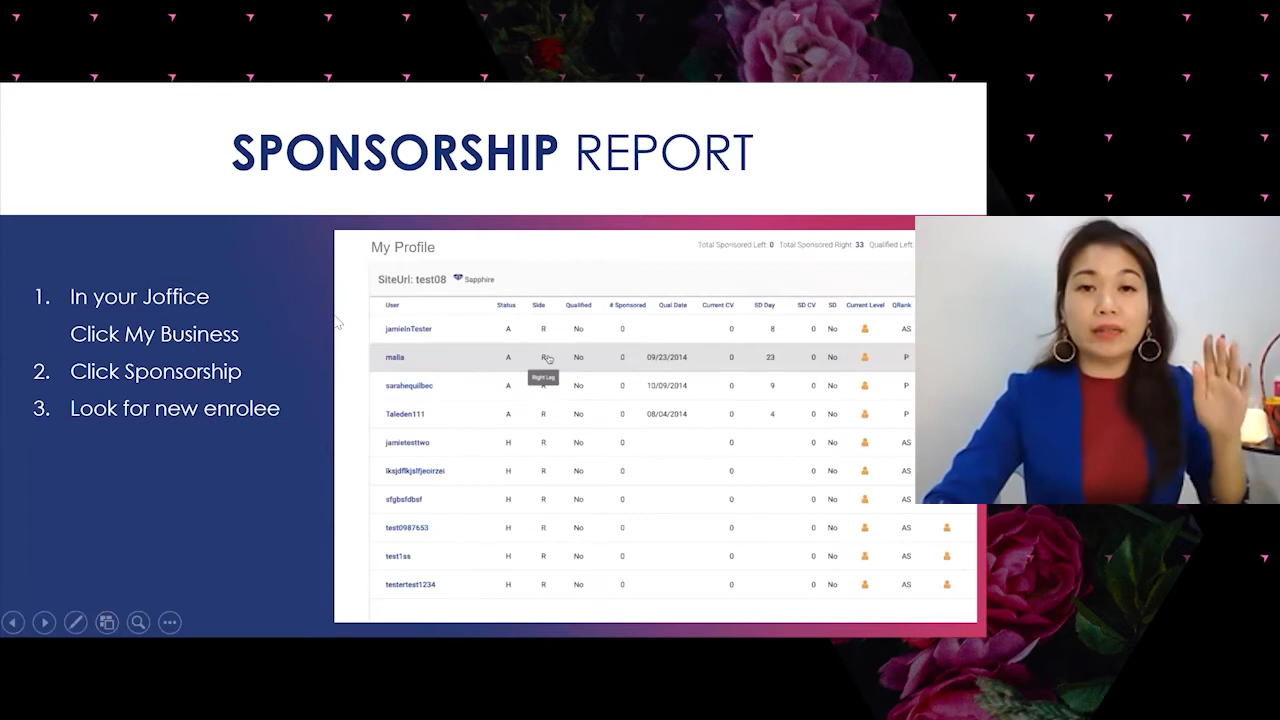 SPONSORSHIP REPORT
1. In your Joffice
Click My Business
2. Click Sponsorship
3. Look for new enrolee
My Profile
Total Sponsored Left: 0 Total Sponsored Right: 33 Qualified Left:
SiteUrl: test08 Sapphire
User Status Side Qualified # Sponsored Qual Date Current CV SD Day SD CV SD Current Level QRank
jamieInTester A R No 0 0 8 0 No AS
malia A R No 0 09/23/2014 0 23 0 No P
Right Leg
sarahequilbec A R No 0 10/09/2014 0 9 0 No P
Taleden111 A R No 0 08/04/2014 0 4 0 No P
jamietesttwo H R No 0 0 0 No AS
lksjdflkjslfjeoirzei H R No 0 0 0 No AS
sfgbsfdbsf H R No 0 0 0 No AS
test0987653 H R No 0 0 0 No AS
test1ss H R No 0 0 0 No AS
testertest1234 H R No 0 0 0 No AS